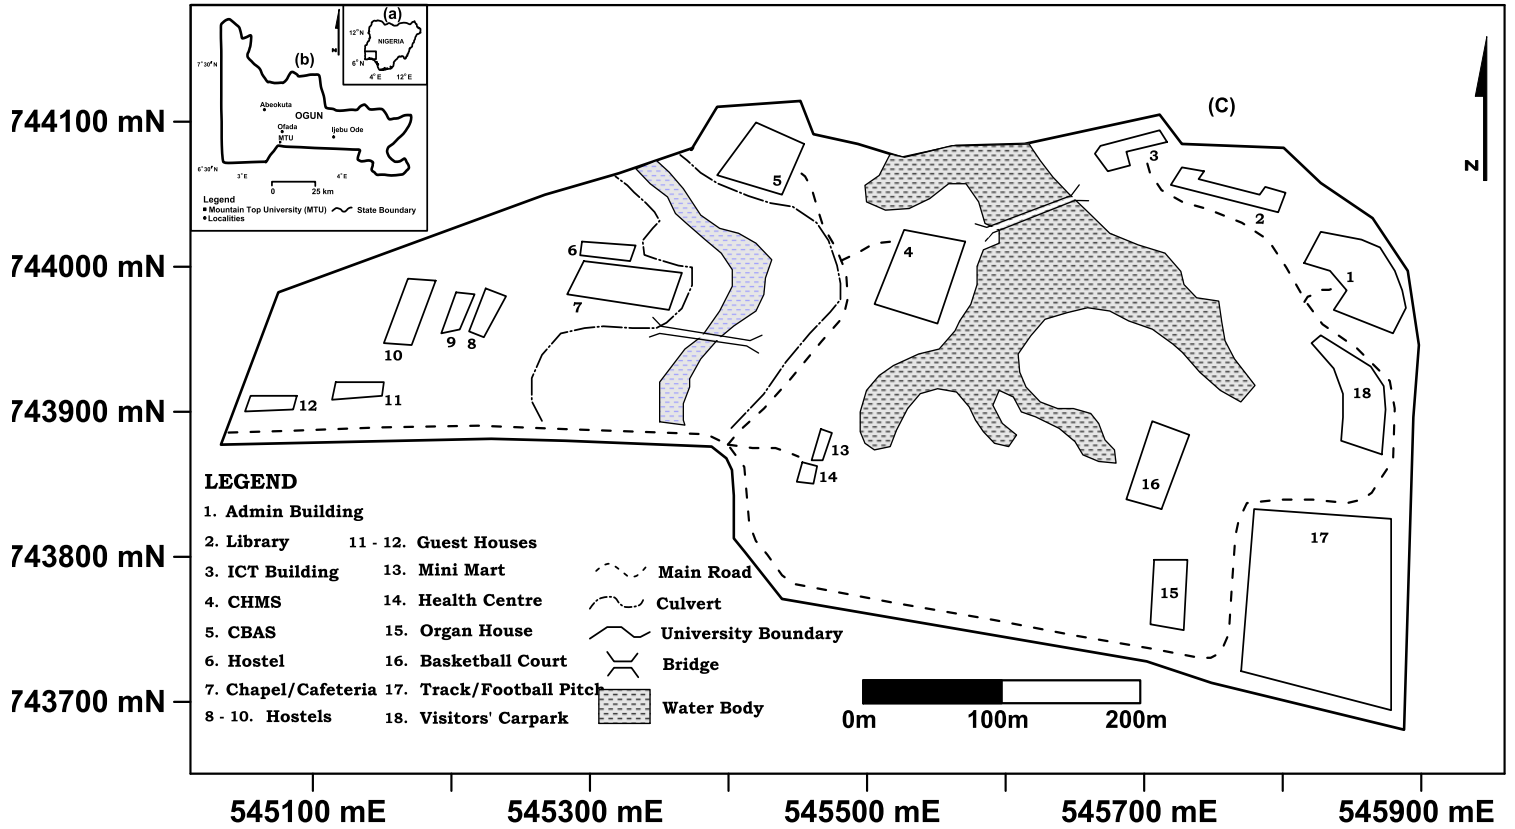 (a)
12°N
NIGERIA
6°N
4°E 12°E
N
7°30'N
(b)
Abeokuta
OGUN
Ofada
Ijebu Ode
MTU
6°30'N
3°E 4°E
0 25 km
Legend
Mountain Top University (MTU) State Boundary
Localities
(C)
N
744100 mN
744000 mN
743900 mN
743800 mN
743700 mN
3
5
2
6
4
1
7
9
8
10
18
12
11
13
14
16
17
15
LEGEND
1. Admin Building
2. Library
3. ICT Building
4. CHMS
5. CBAS
6. Hostel
7. Chapel/Cafeteria
8 - 10. Hostels
11 - 12. Guest Houses
13. Mini Mart
14. Health Centre
15. Organ House
16. Basketball Court
17. Track/Football Pitch
18. Visitors' Carpark
Main Road
Culvert
University Boundary
Bridge
Water Body
0m 100m 200m
545100 mE 545300 mE 545500 mE 545700 mE 545900 mE